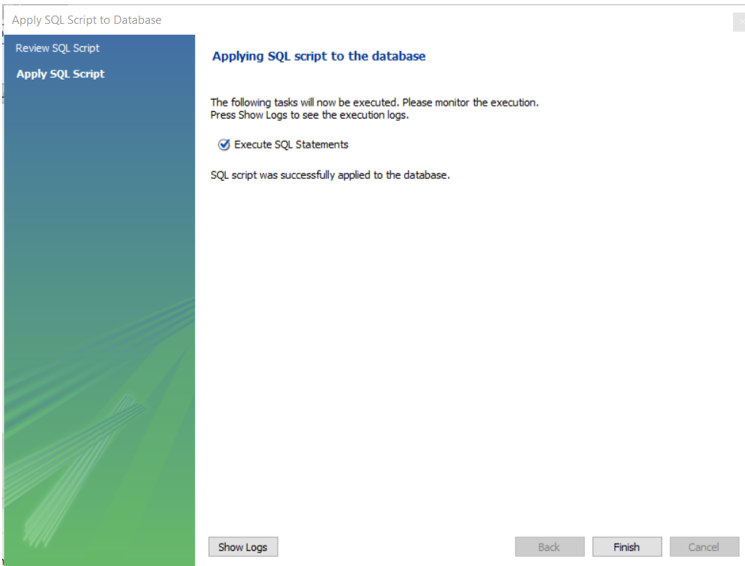 Apply SQL Script to Database
Review SQL Script
Apply SQL Script
Applying SQL script to the database
The following tasks will now be executed. Please monitor the execution.
Press Show Logs to see the execution logs.
Execute SQL Statements
SQL script was successfully applied to the database.
Show Logs
Back
Finish
Cancel